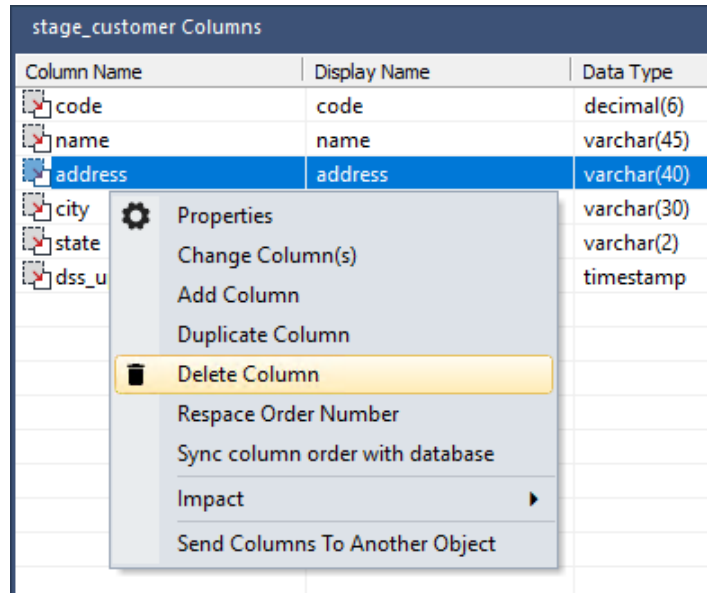 stage_customer Columns
Column Name Display Name Data Type
code code decimal(6)
name name varchar(45)
address address varchar(40)
city varchar(30)
state varchar(2)
dss_u timestamp
Properties
Change Column(s)
Add Column
Duplicate Column
Delete Column
Respace Order Number
Sync column order with database
Impact
Send Columns To Another Object